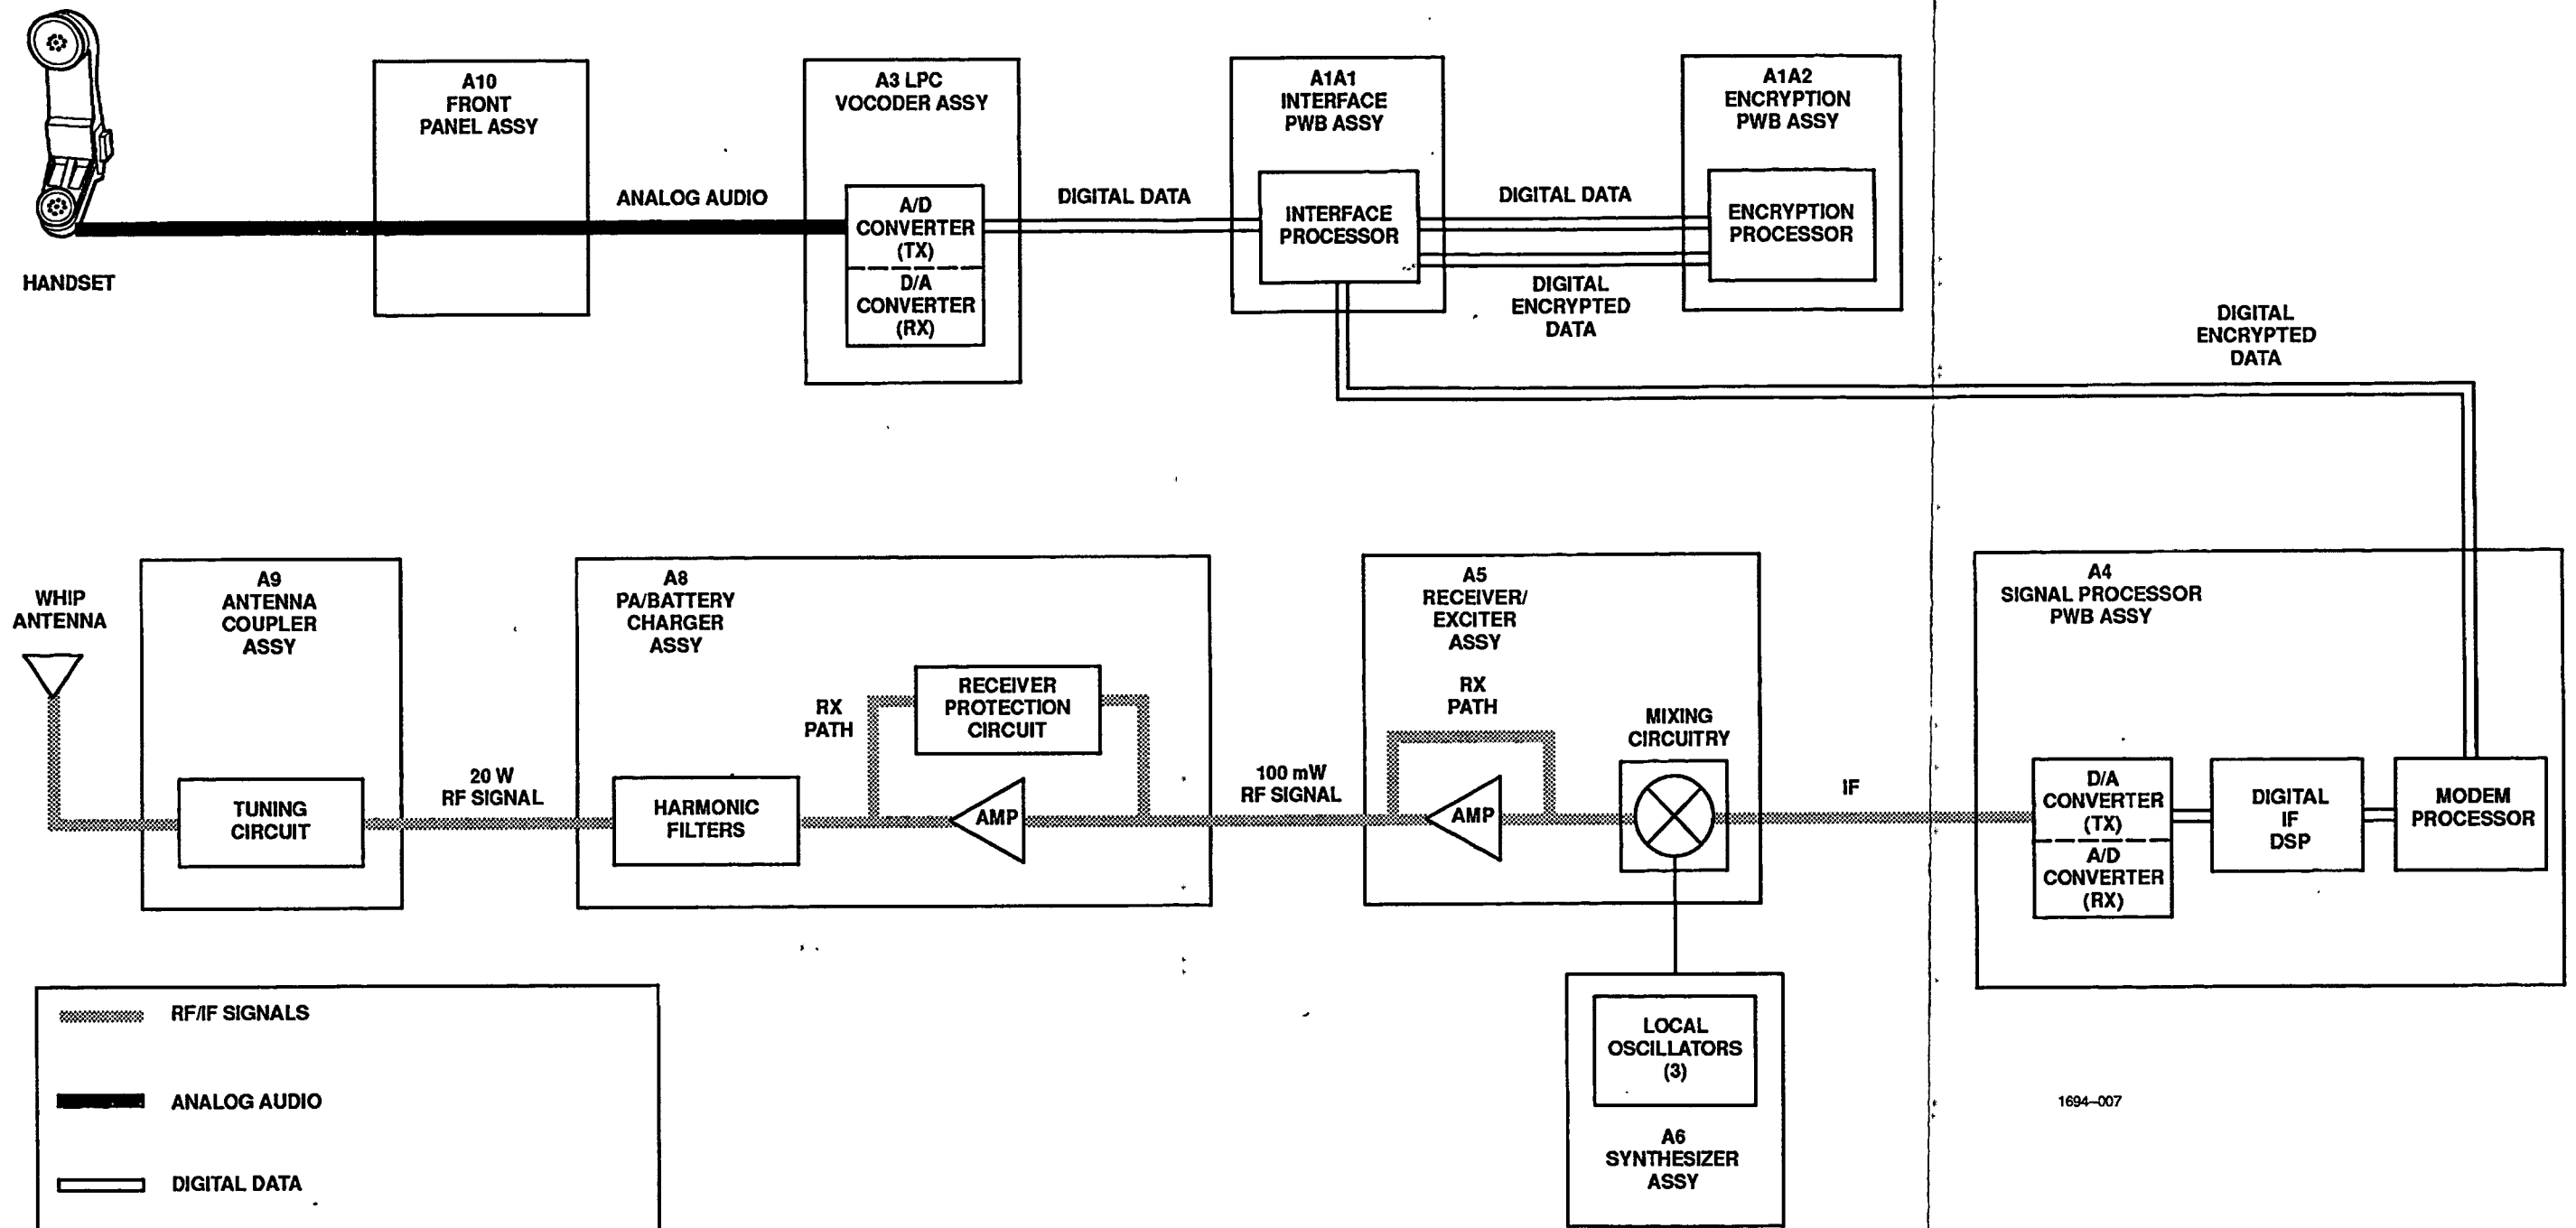 HANDSET
A10
FRONT
PANEL ASSY
ANALOG AUDIO
A3 LPC
VOCODER ASSY
A/D
CONVERTER
(TX)
D/A
CONVERTER
(RX)
DIGITAL DATA
A1A1
INTERFACE
PWB ASSY
INTERFACE
PROCESSOR
DIGITAL DATA
DIGITAL
ENCRYPTED
DATA
A1A2
ENCRYPTION
PWB ASSY
ENCRYPTION
PROCESSOR
DIGITAL
ENCRYPTED
DATA
WHIP
ANTENNA
A9
ANTENNA
COUPLER
ASSY
TUNING
CIRCUIT
20 W
RF SIGNAL
A8
PA/BATTERY
CHARGER
ASSY
HARMONIC
FILTERS
RX
PATH
RECEIVER
PROTECTION
CIRCUIT
AMP
100 mW
RF SIGNAL
A5
RECEIVER/
EXCITER
ASSY
RX
PATH
AMP
MIXING
CIRCUITRY
IF
A4
SIGNAL PROCESSOR
PWB ASSY
D/A
CONVERTER
(TX)
A/D
CONVERTER
(RX)
DIGITAL
IF
DSP
MODEM
PROCESSOR
LOCAL
OSCILLATORS
(3)
A6
SYNTHESIZER
ASSY
RF/IF SIGNALS
ANALOG AUDIO
DIGITAL DATA
1694-007